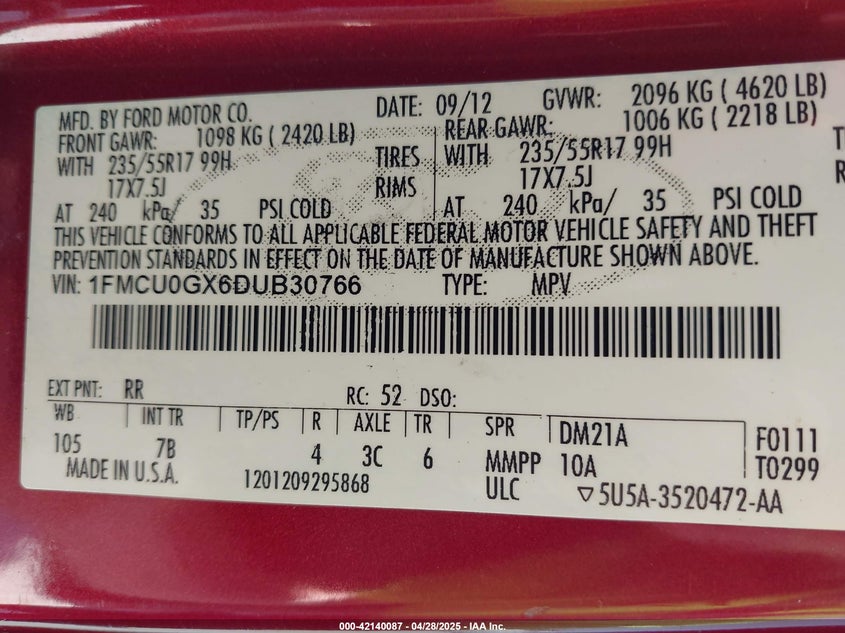 MFD. BY FORD MOTOR CO. DATE: 09/12 GVWR: 2096 KG ( 4620 LB)
FRONT GAWR: 1098 KG ( 2420 LB) REAR GAWR: 1006 KG ( 2218 LB)
WITH 235/55R17 99H TIRES WITH 235/55R17 99H
17X7.5J RIMS 17X7.5J
AT 240 kPa/ 35 PSI COLD AT 240 kPa/ 35 PSI COLD
THIS VEHICLE CONFORMS TO ALL APPLICABLE FEDERAL MOTOR VEHICLE SAFETY AND THEFT
PREVENTION STANDARDS IN EFFECT ON THE DATE OF MANUFACTURE SHOWN ABOVE.
VIN: 1FMCU0GX6DUB30766 TYPE: MPV
EXT PNT: RR RC: 52 DSO:
WB INT TR TP/PS R AXLE TR SPR DM21A F0111
105 7B 4 3C 6 MMPP 10A T0299
MADE IN U.S.A. 1201209295868 ULC ▽5U5A-3520472-AA
000-42140087 - 04/28/2025 - IAA Inc.